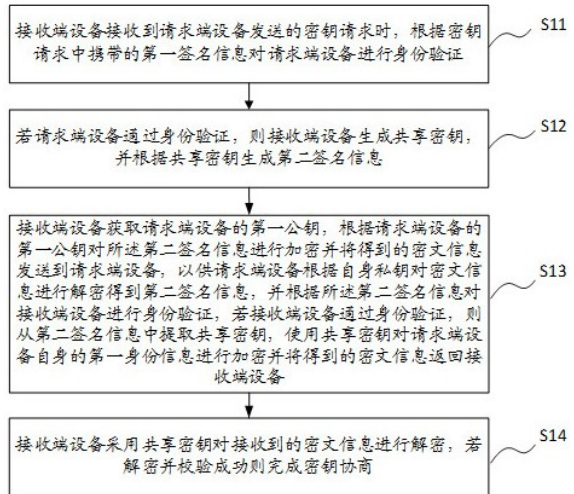 接收端设备接收到请求端设备发送的密钥请求时，根据密钥
请求中携带的第一签名信息对请求端设备进行身份验证
S11
若请求端设备通过身份验证，则接收端设备生成共享密钥，
并根据共享密钥生成第二签名信息
S12
接收端设备获取请求端设备的第一公钥，根据请求端设备的
第一公钥对所述第二签名信息进行加密并将得到的密文信息
发送到请求端设备，以供请求端设备根据自身私钥对密文信
息进行解密得到第二签名信息，并根据所述第二签名信息对
接收端设备进行身份验证，若接收端设备通过身份验证，则
从第二签名信息中提取共享密钥，使用共享密钥对请求端设
备自身的第一身份信息进行加密并将得到的密文信息返回接
收端设备
S13
接收端设备采用共享密钥对接收到的密文信息进行解密，若
解密并校验成功则完成密钥协商
S14